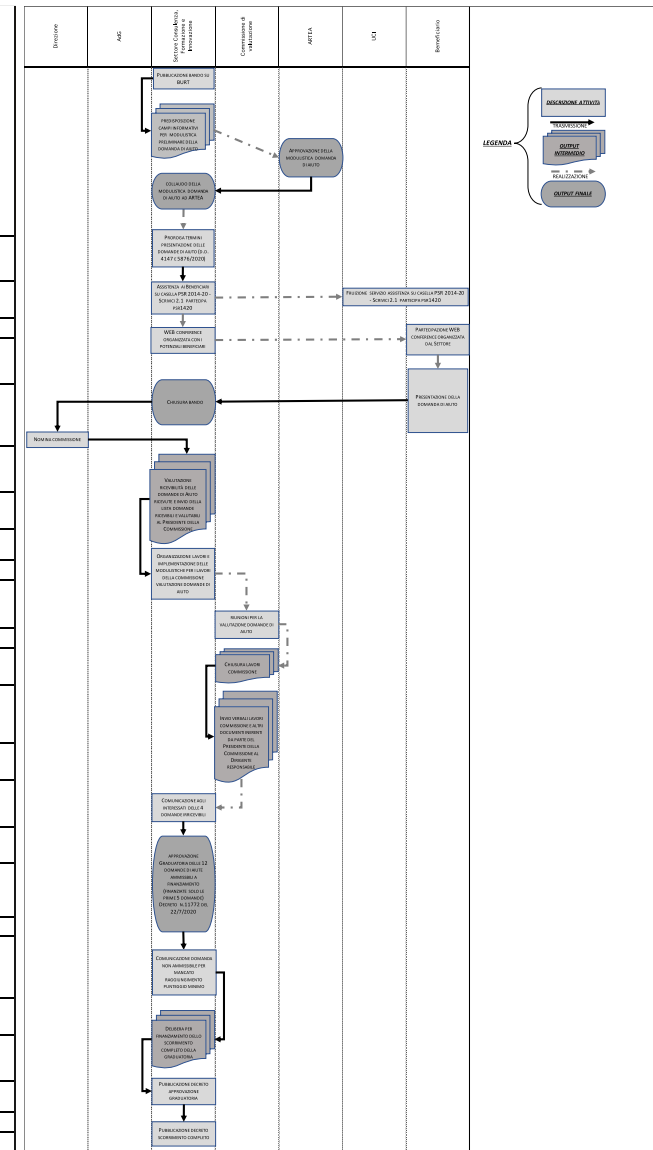 Direzione
AdG
Settore Consulenza,
Formazione e
Innovazione
Commissione di
valutazione
ARTEA
UCI
Beneficiario
PUBBLICAZIONE BANDO SU
BURT
PREDISPOSIZIONE
CAMPI INFORMATIVI
PER MODULISTICA
PRELIMINARE DELLA
DOMANDA DI AIUTO
APPROVAZIONE DELLA
MODULISTICA DOMANDA
DI AIUTO
COLLAUDO DELLA
MODULISTICA DOMANDA
DI AIUTO AD ARTEA
PROROGA TERMINI
PRESENTAZIONE DELLE
DOMANDE DI AIUTO (D.D.
4147 E 5876/2020)
ASSISTENZA AI BENEFICIARI
SU CASELLA PSR 2014-20 -
SCRIVICI 2.1 PARTECIPA
PSR1420
FRUIZIONE SERVIZIO ASSISTENZA SU CASELLA PSR 2014-20
- SCRIVICI 2.1 PARTECIPA PSR1420
WEB CONFERENCE
ORGANIZZATA CON I
POTENZIALI BENEFICIARI
PARTECIPAZIONE WEB
CONFERENCE ORGANIZZATA
DAL SETTORE
PRESENTAZIONE DELLA
DOMANDA DI AIUTO
CHIUSURA BANDO
NOMINA COMMISSIONE
VALUTAZIONE
RICEVIBILITÀ DELLE
DOMANDE DI AIUTO
RICEVUTE E INVIO DELLA
LISTA DOMANDE
RICEVIBILI E VALUTABILI
AL PRESIDENTE DELLA
COMMISSIONE
ORGANIZZAZIONE LAVORI E
IMPLEMENTAZIONE DELLE
MODULISTICHE PER I LAVORI
DELLA COMMISSIONE
VALUTAZIONE DOMANDE DI
AIUTO
RIUNIONI PER LA
VALUTAZIONE DOMANDE DI
AIUTO
CHIUSURA LAVORI
COMMISSIONE
INVIO VERBALI LAVORI
COMMISSIONE E ALTRI
DOCUMENTI INERENTI
DA PARTE DEL
PRESIDENTE DELLA
COMMISSIONE AL
DIRIGENTE
RESPONSABILE
COMUNICAZIONE AGLI
INTERESSATI DELLE 4
DOMANDE IRRICEVIBILI
APPROVAZIONE
GRADUATORIA DELLE 12
DOMANDE DI AIUTO
AMMISSIBILI A
FINANZIAMENTO
(FINANZIATE SOLO LE
PRIME 5 DOMANDE)
DECRETO N.11772 DEL
22/7/2020
COMUNICAZIONE DOMANDA
NON AMMISSIBILE PER
MANCATO
RAGGIUNGIMENTO
PUNTEGGIO MINIMO
DELIBERA PER
FINANZIAMENTO DELLO
SCORRIMENTO
COMPLETO DELLA
GRADUATORIA
PUBBLICAZIONE DECRETO
APPROVAZIONE
GRADUATORIA
PUBBLICAZIONE DECRETO
SCORRIMENTO COMPLETO
LEGENDA
DESCRIZIONE ATTIVITÀ
TRASMISSIONE
OUTPUT
INTERMEDIO
REALIZZAZIONE
OUTPUT FINALE